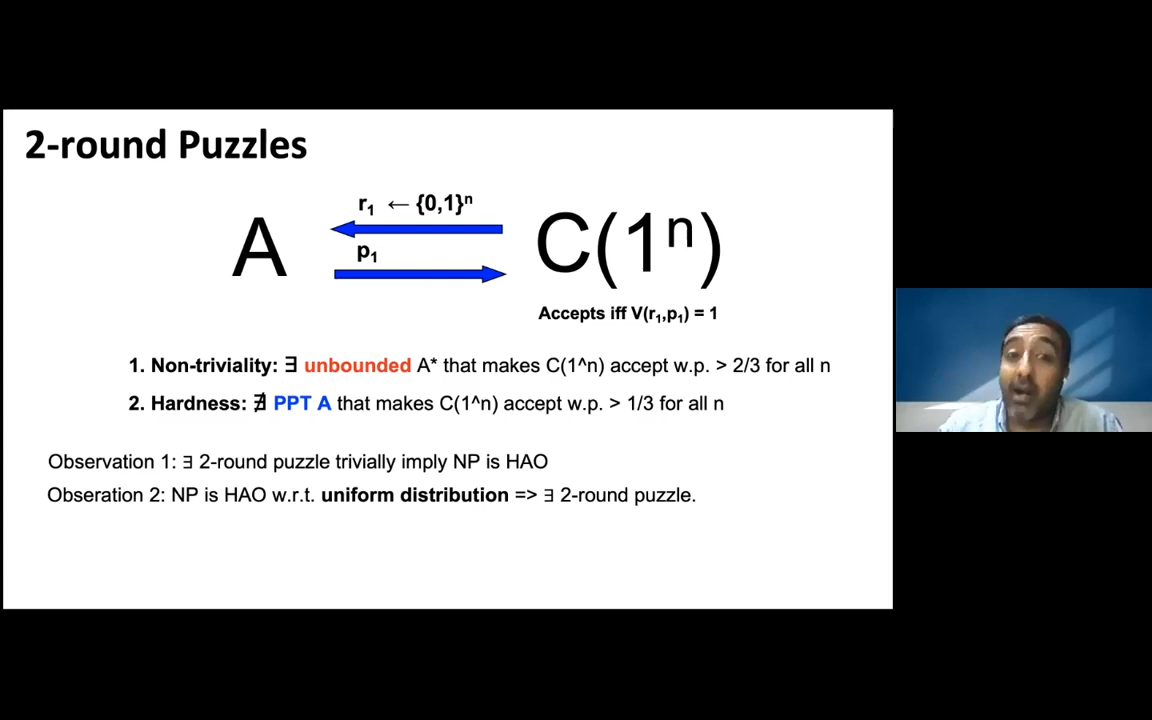 2-round Puzzles
r₁ ← {0,1}ⁿ
A
C(1ⁿ)
p₁
Accepts iff V(r₁,p₁) = 1
1. Non-triviality: ∃ unbounded A* that makes C(1^n) accept w.p. > 2/3 for all n
2. Hardness: ∄ PPT A that makes C(1^n) accept w.p. > 1/3 for all n
Observation 1: ∃ 2-round puzzle trivially imply NP is HAO
Obseration 2: NP is HAO w.r.t. uniform distribution => ∃ 2-round puzzle.